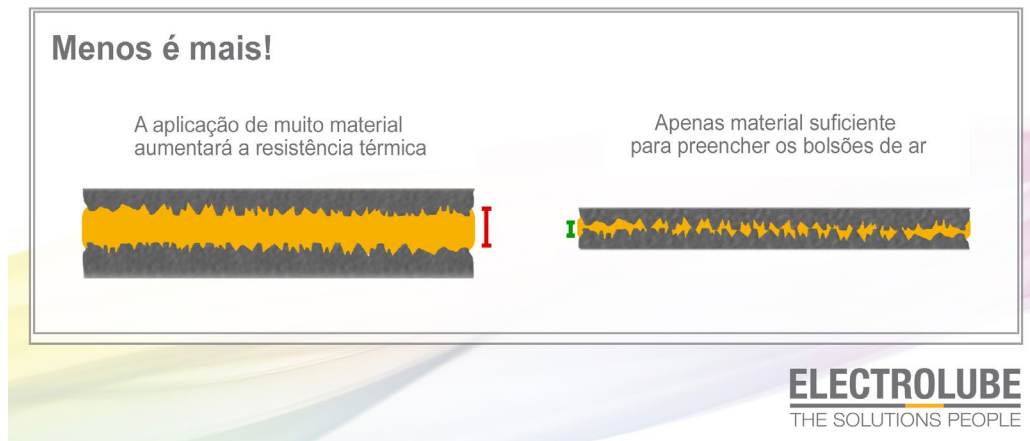 Menos é mais!
A aplicação de muito material
aumentará a resistência térmica
Apenas material suficiente
para preencher os bolsões de ar
ELECTROLUBE
THE SOLUTIONS PEOPLE